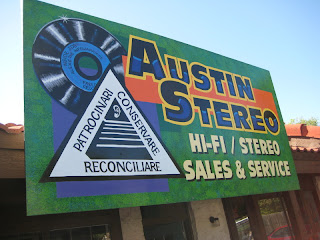 AUSTIN
STEREO
HI-FI / STEREO
SALES & SERVICE
PATROCINARI
CONSERVARE
RECONCILIARE